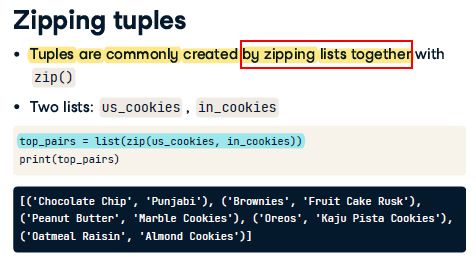 Zipping tuples
• Tuples are commonly created by zipping lists together with
zip()
• Two lists: us_cookies , in_cookies
top_pairs = list(zip(us_cookies, in_cookies))
print(top_pairs)
[('Chocolate Chip', 'Punjabi'), ('Brownies', 'Fruit Cake Rusk'),
('Peanut Butter', 'Marble Cookies'), ('Oreos', 'Kaju Pista Cookies'),
('Oatmeal Raisin', 'Almond Cookies')]